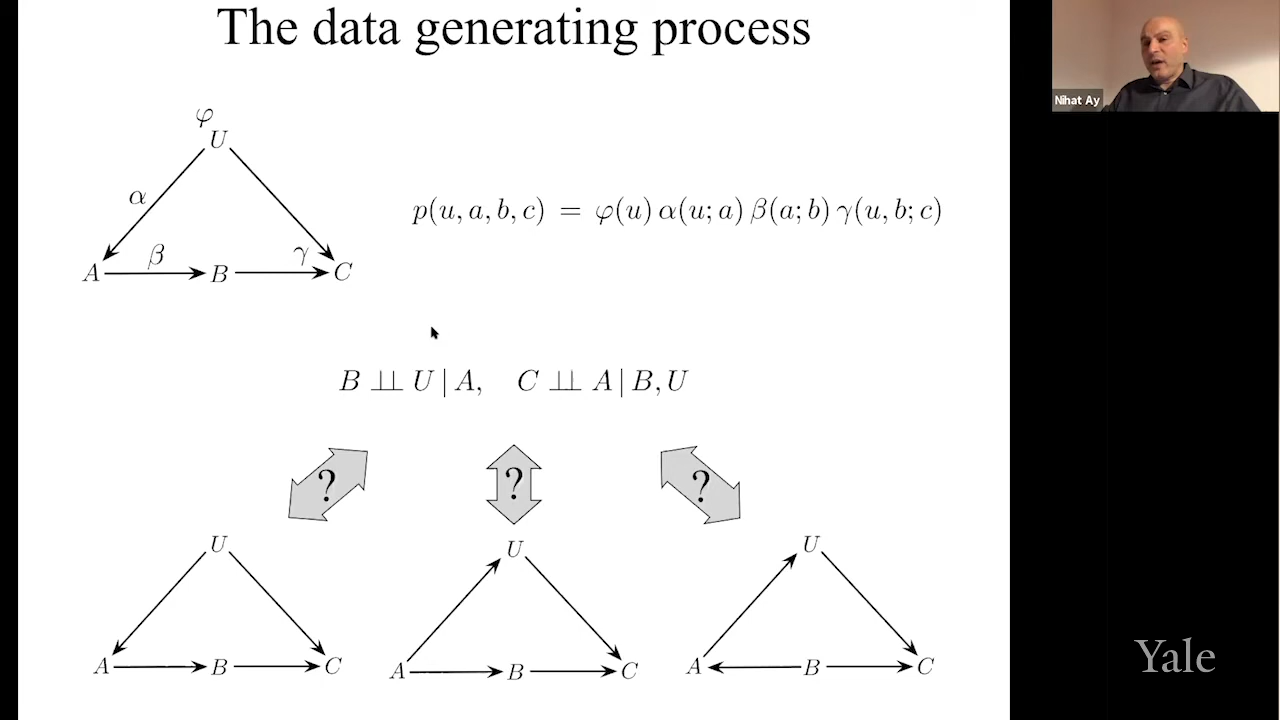 The data generating process
Nihat Ay
φ
U
α
p(u, a, b, c) = φ(u) α(u; a) β(a; b) γ(u, b; c)
β γ
A B C
B ⫫ U | A, C ⫫ A | B, U
? ? ?
U U U
A B C A B C A B C
Yale